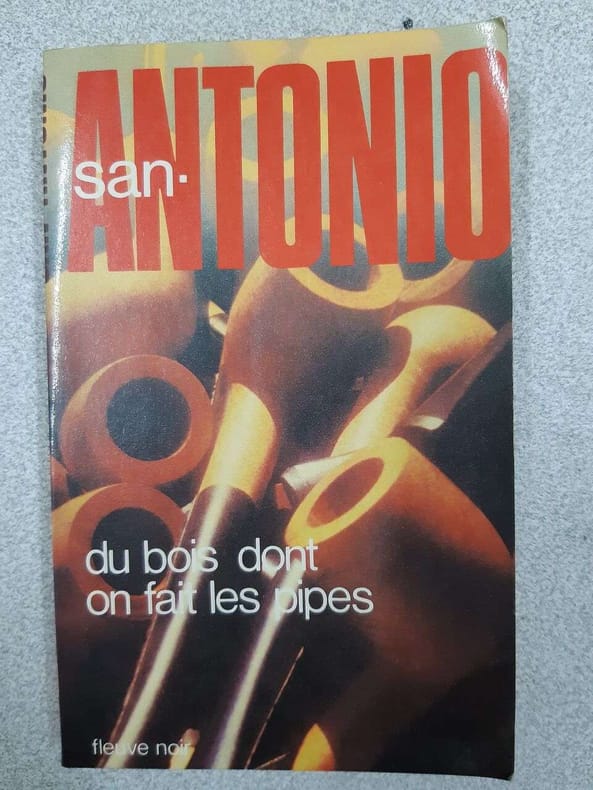 san·
ANTONIO
du bois dont
on fait les pipes
fleuve noir